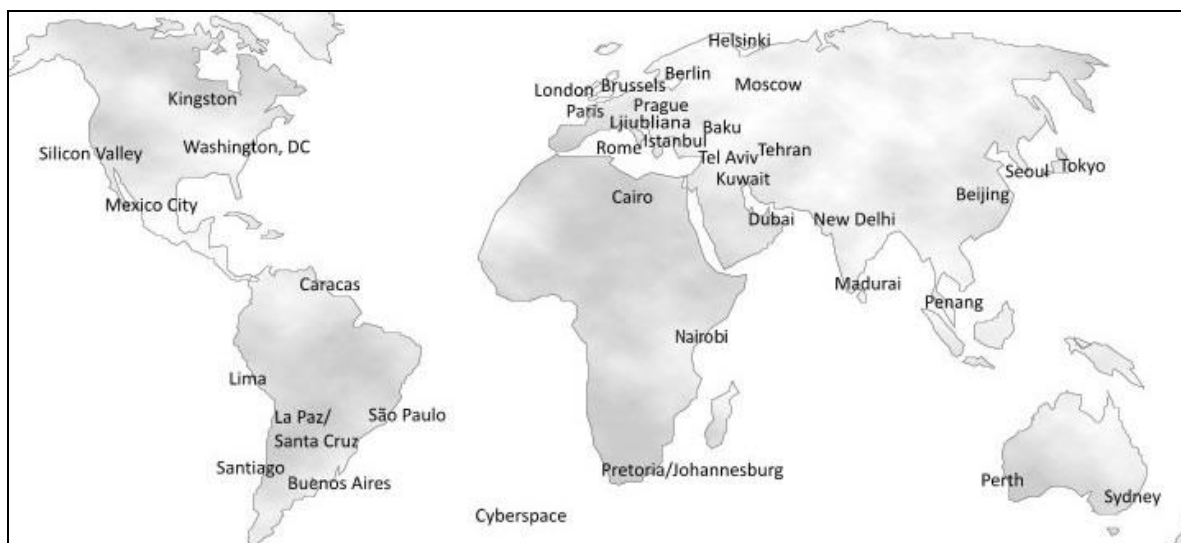 Helsinki
Berlin
London
Brussels
Moscow
Kingston
Paris
Prague
Ljiubliana
Baku
Washington, DC
Istanbul
Silicon Valley
Rome
Tel Aviv
Tehran
Seoul
Tokyo
Kuwait
Beijing
Mexico City
Cairo
Dubai
New Delhi
Caracas
Madurai
Penang
Nairobi
Lima
La Paz/
Santa Cruz
São Paulo
Santiago
Buenos Aires
Pretoria/Johannesburg
Perth
Sydney
Cyberspace